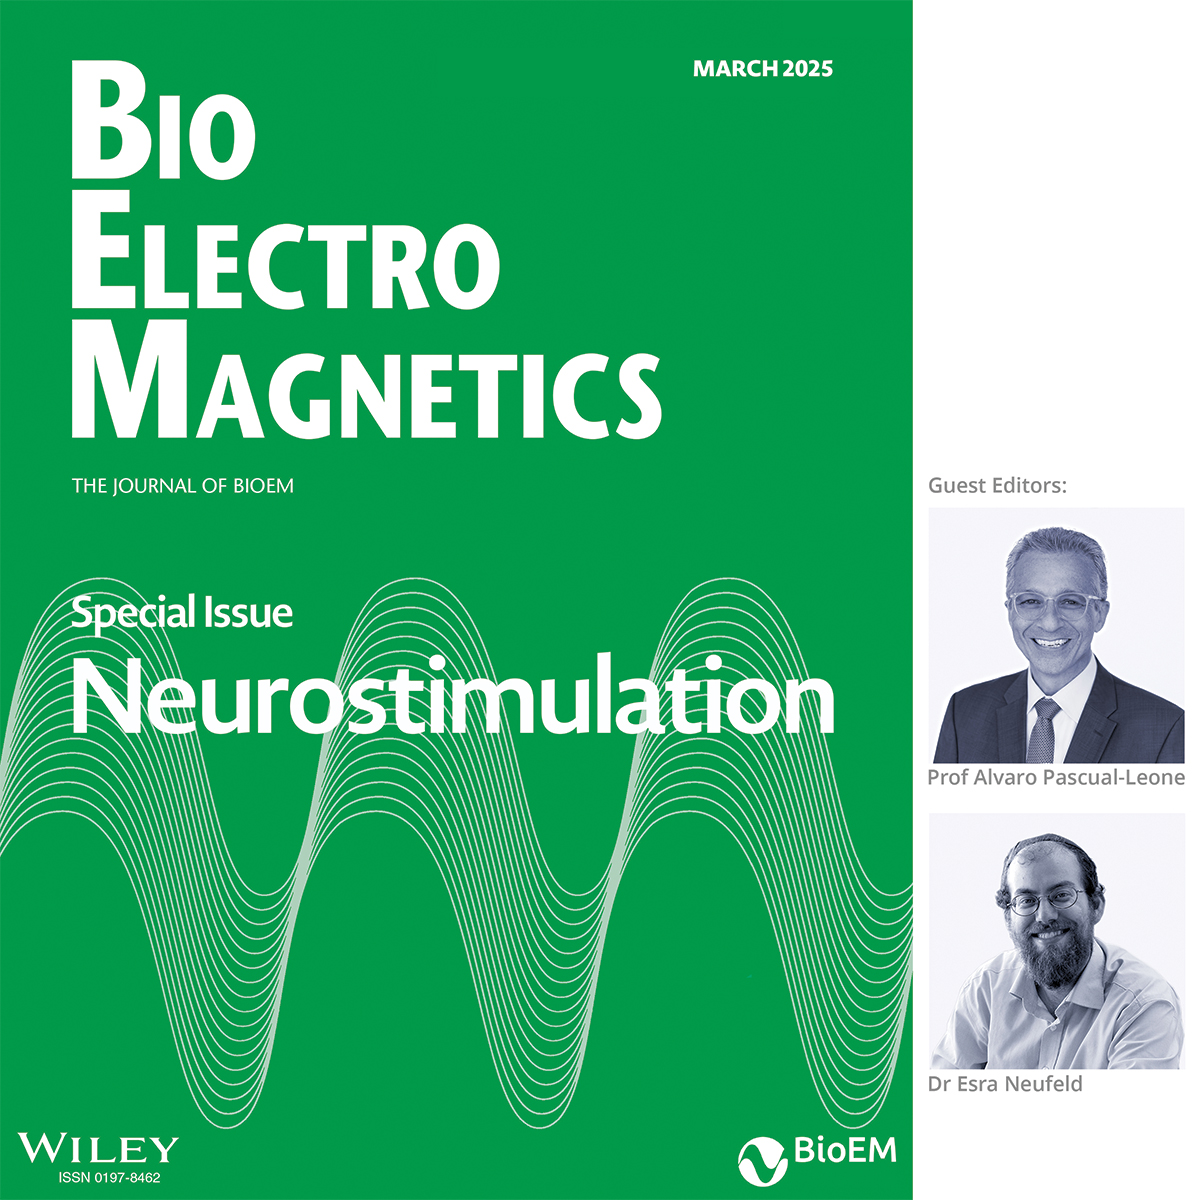 MARCH 2025
BIO
ELECTRO
MAGNETICS
THE JOURNAL OF BIOEM
Special Issue
Neurostimulation
WILEY
ISSN 0197-8462
BioEM
Guest Editors:
Prof Alvaro Pascual-Leone
Dr Esra Neufeld